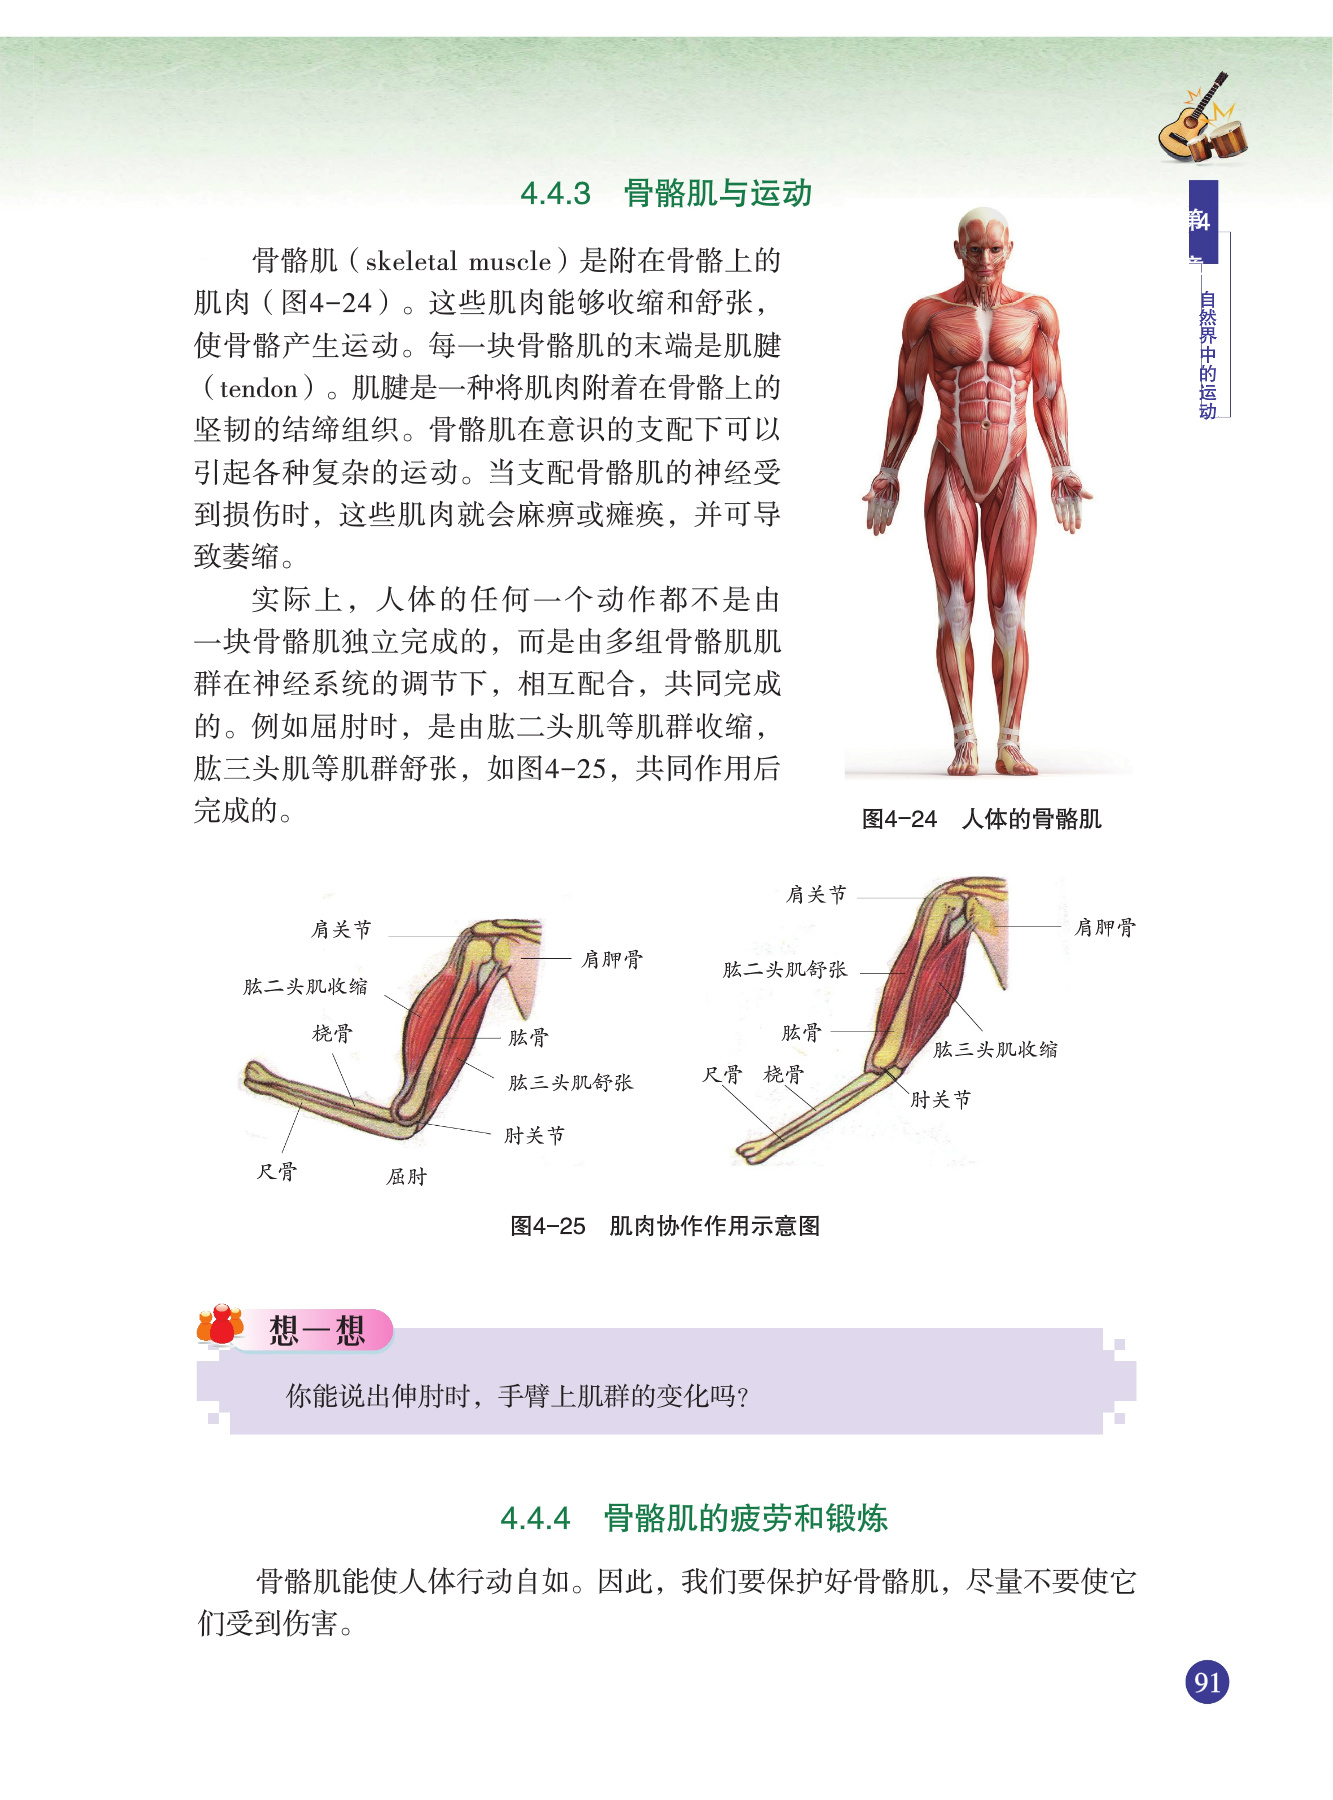 4.4.3 骨骼肌与运动
骨骼肌（skeletal muscle）是附在骨骼上的
肌肉（图4-24）。这些肌肉能够收缩和舒张，
使骨骼产生运动。每一块骨骼肌的末端是肌腱
（tendon）。肌腱是一种将肌肉附着在骨骼上的
坚韧的结缔组织。骨骼肌在意识的支配下可以
引起各种复杂的运动。当支配骨骼肌的神经受
到损伤时，这些肌肉就会麻痹或瘫痪，并可导
致萎缩。
实际上，人体的任何一个动作都不是由
一块骨骼肌独立完成的，而是由多组骨骼肌肌
群在神经系统的调节下，相互配合，共同完成
的。例如屈肘时，是由肱二头肌等肌群收缩，
肱三头肌等肌群舒张，如图4-25，共同作用后
完成的。
图4-24 人体的骨骼肌
第4章
自然界中的运动
肩关节
肩胛骨
肱二头肌收缩
桡骨
肱骨
肱三头肌舒张
肘关节
尺骨
屈肘
肩关节
肩胛骨
肱二头肌舒张
肱骨
肱三头肌收缩
尺骨
桡骨
肘关节
图4-25 肌肉协作作用示意图
想一想
你能说出伸肘时，手臂上肌群的变化吗？
4.4.4 骨骼肌的疲劳和锻炼
骨骼肌能使人体行动自如。因此，我们要保护好骨骼肌，尽量不要使它
们受到伤害。
91